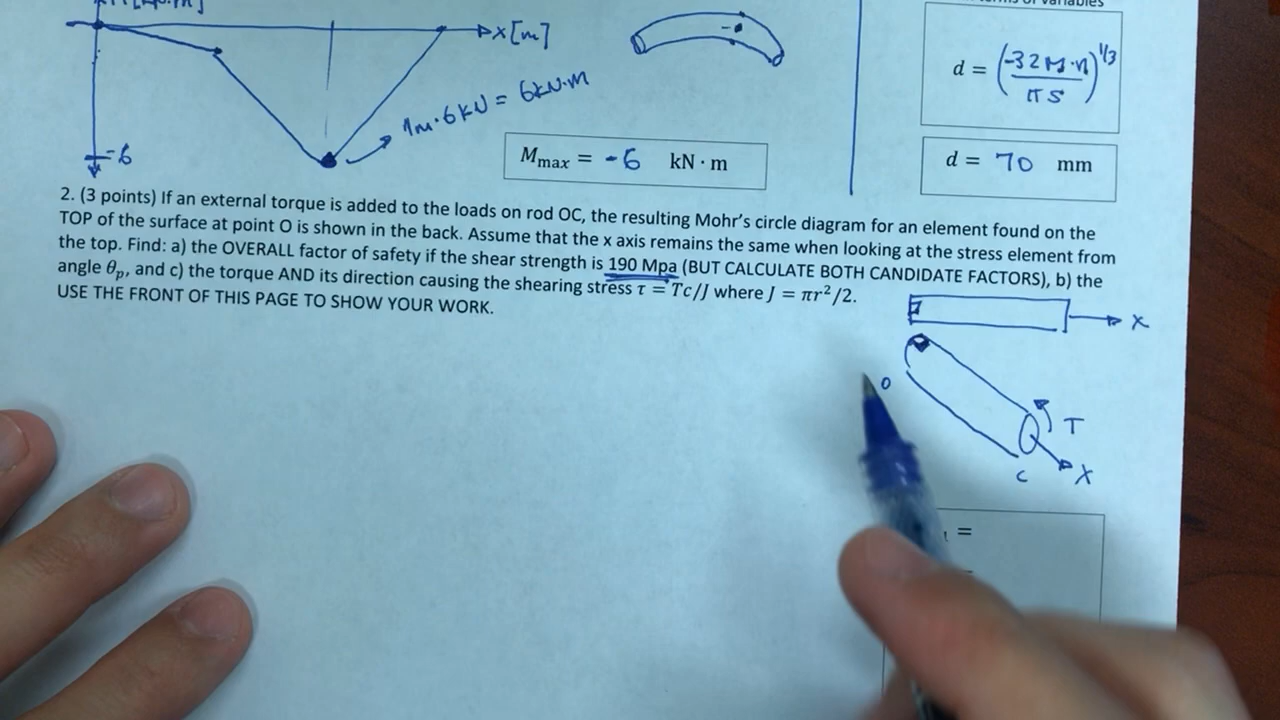 x[m]
-6
1m·6kN = 6kN·m
M max = -6 kN · m
d = (-32M·n / πS)^1/3
d = 70 mm
2. (3 points) If an external torque is added to the loads on rod OC, the resulting Mohr's circle diagram for an element found on the
TOP of the surface at point O is shown in the back. Assume that the x axis remains the same when looking at the stress element from
the top. Find: a) the OVERALL factor of safety if the shear strength is 190 Mpa (BUT CALCULATE BOTH CANDIDATE FACTORS), b) the
angle θp, and c) the torque AND its direction causing the shearing stress τ = Tc/J where J = πr²/2.
USE THE FRONT OF THIS PAGE TO SHOW YOUR WORK.
X
O
T
X
C
=